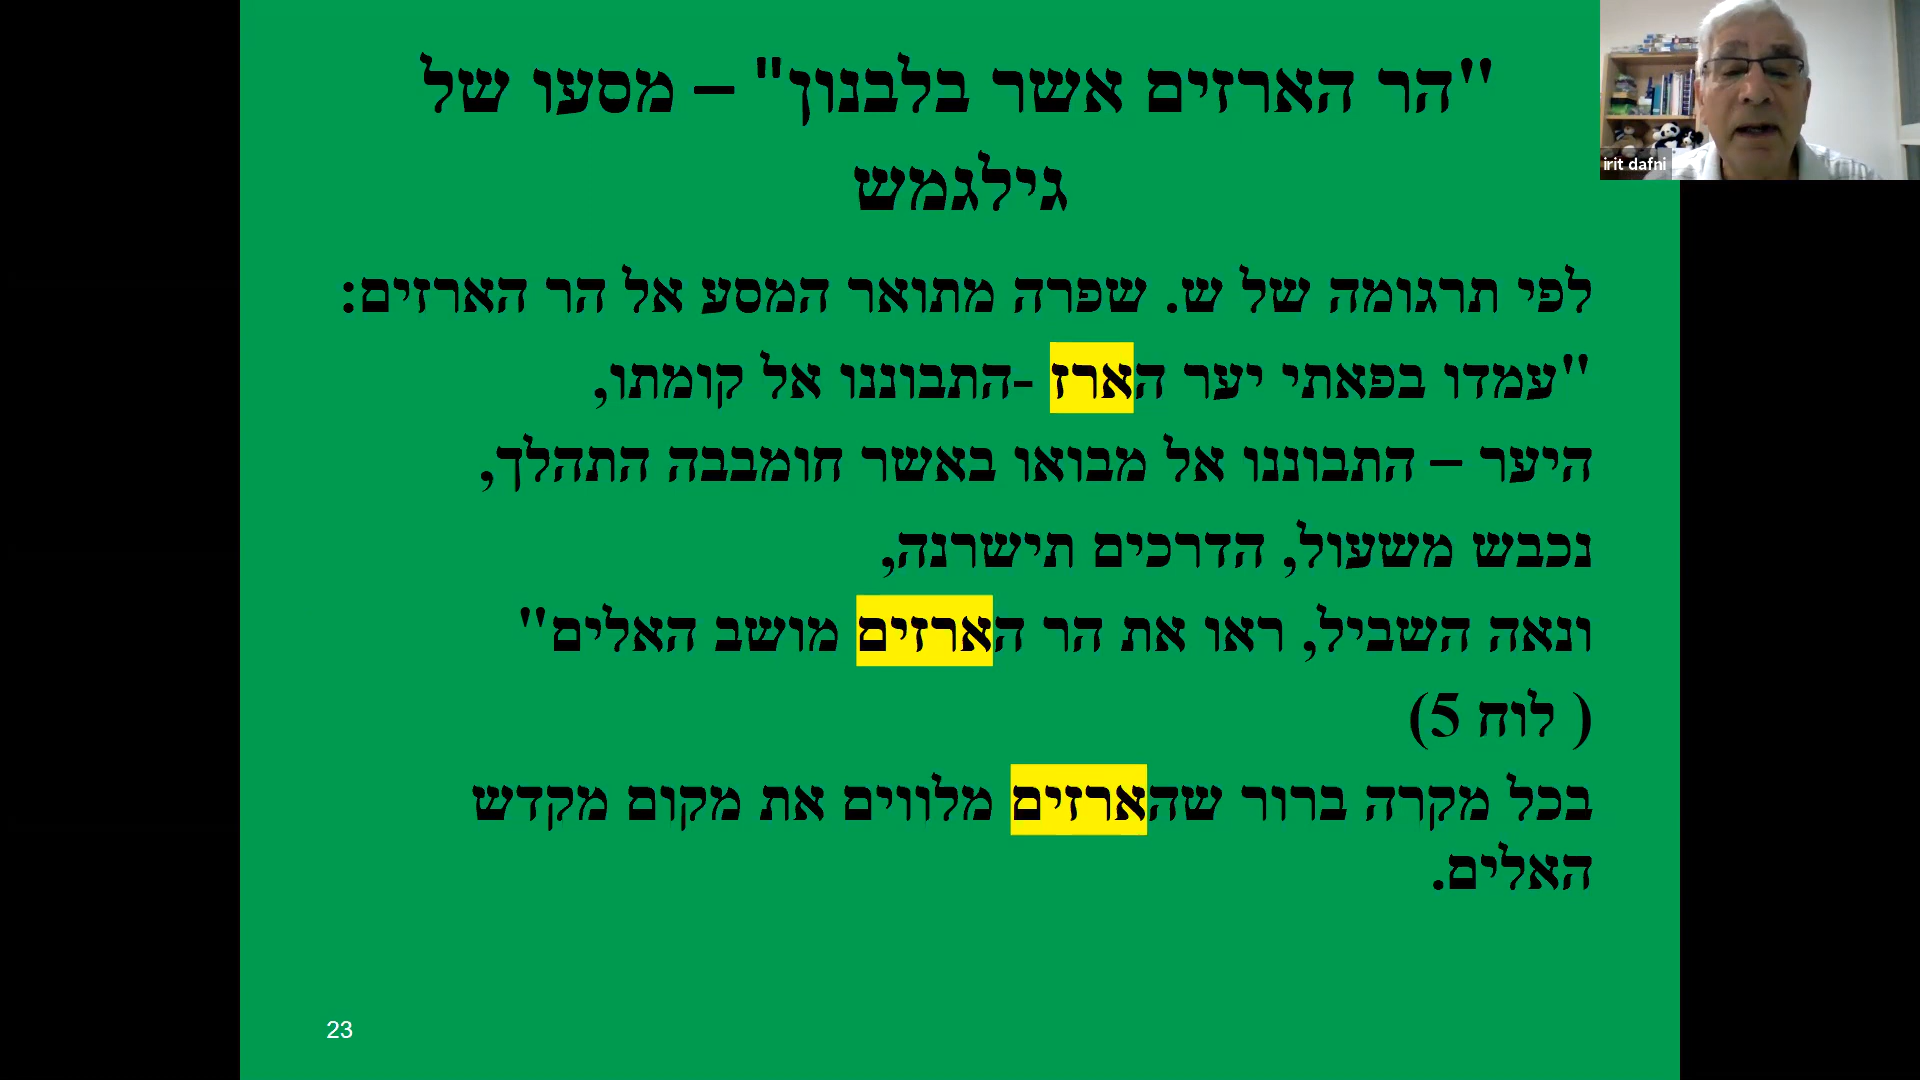 "הר הארזים אשר בלבנון" – מסעו של
גילגמש
לפי תרגומה של ש. שפרה מתואר המסע אל הר הארזים:
"עמדו בפאתי יער הארז -התבוננו אל קומתו,
היער – התבוננו אל מבואו באשר חומבבה התהלך,
נכבש משעול, הדרכים תישרנה,
ונאה השביל, ראו את הר הארזים מושב האלים"
( לוח 5)
בכל מקרה ברור שהארזים מלווים את מקום מקדש
האלים.
23
irit dafni